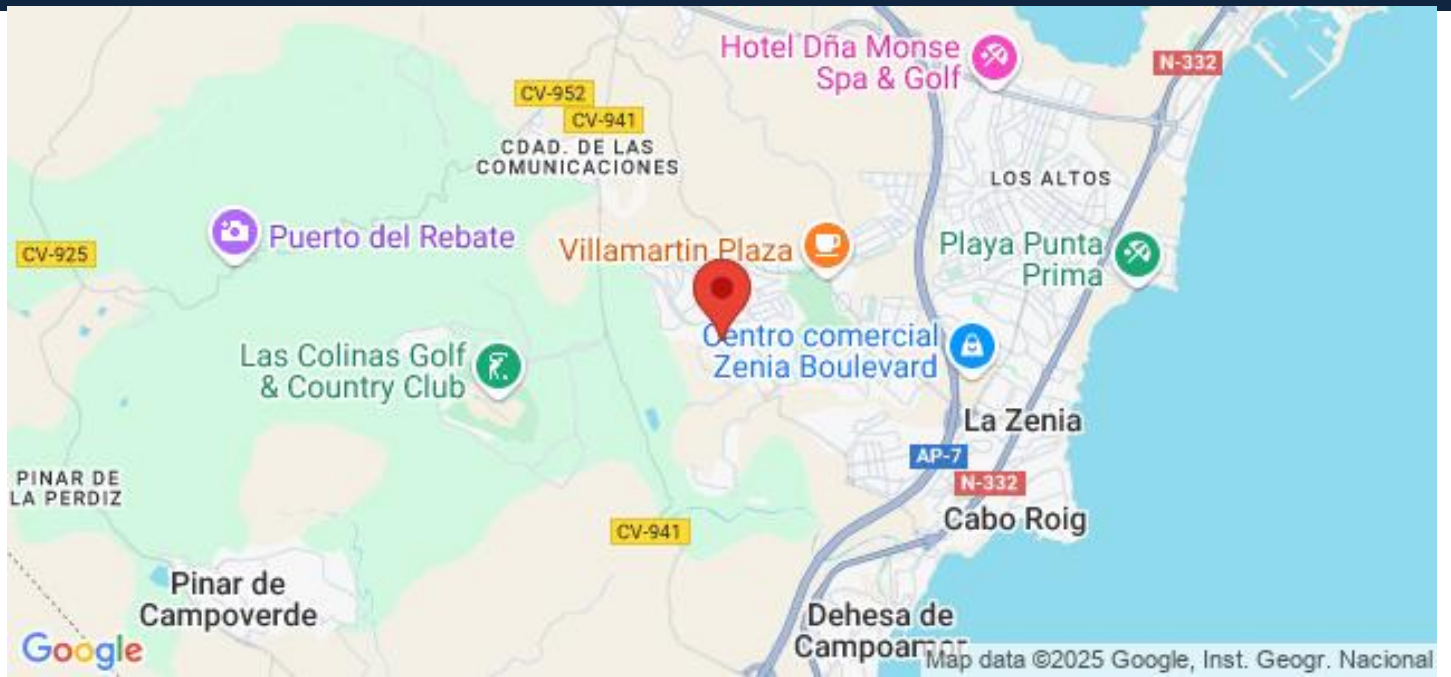 Hotel Dña Monse
Spa & Golf
N-332
CV-952
CV-941
CDAD. DE LAS
COMUNICACIONES
LOS ALTOS
Puerto del Rebate
CV-925
Villamartin Plaza
Playa Punta
Prima
Centro comercial
Zenia Boulevard
Las Colinas Golf
& Country Club
La Zenia
AP-7
N-332
PINAR DE
LA PERDIZ
CV-941
Cabo Roig
Pinar de
Campoverde
Dehesa de
Campoamor
Google
Map data ©2025 Google, Inst. Geogr. Nacional